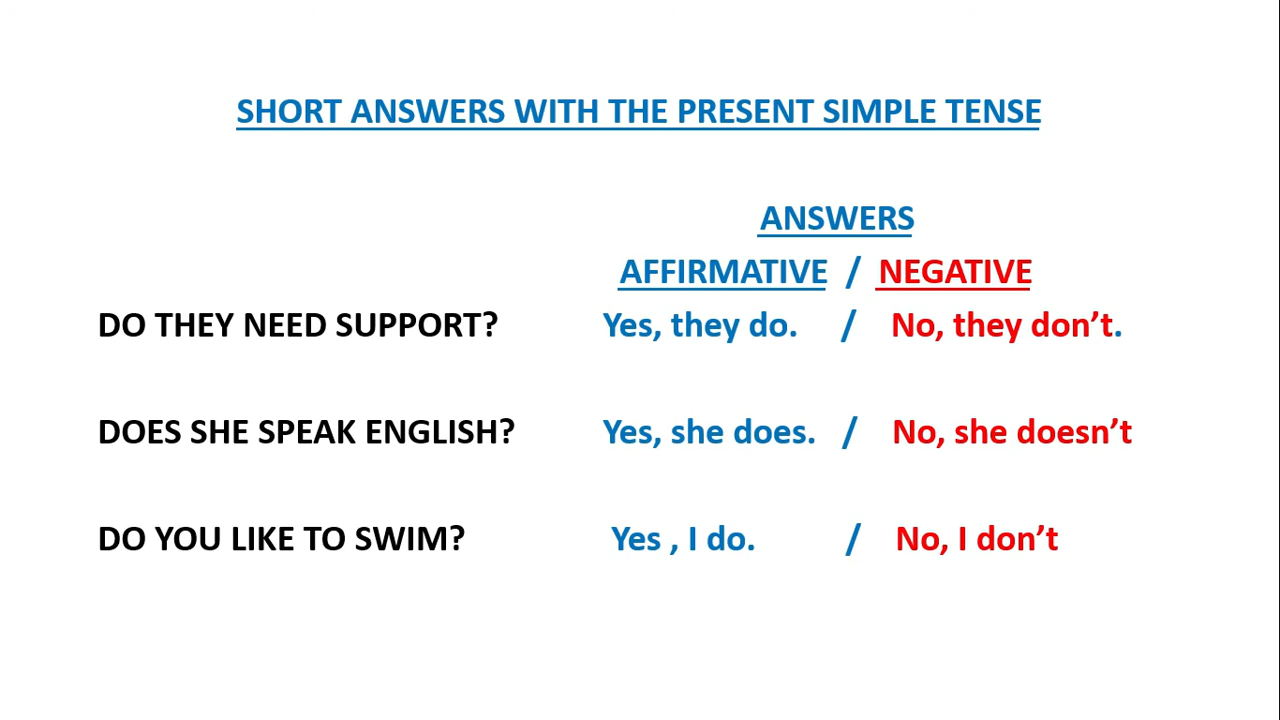 SHORT ANSWERS WITH THE PRESENT SIMPLE TENSE
ANSWERS
AFFIRMATIVE / NEGATIVE
DO THEY NEED SUPPORT? Yes, they do. / No, they don’t.
DOES SHE SPEAK ENGLISH? Yes, she does. / No, she doesn’t
DO YOU LIKE TO SWIM? Yes , I do. / No, I don’t